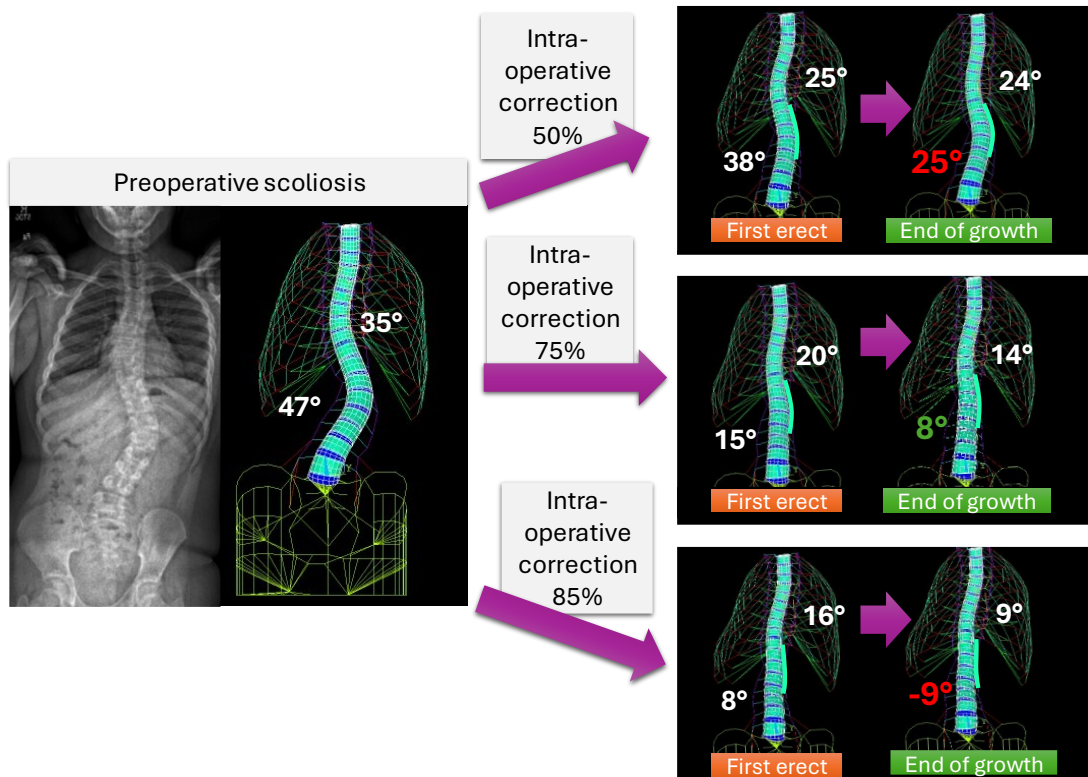 Preoperative scoliosis
35°
47°
Intra-
operative
correction
50%
25°
38°
First erect
24°
25°
End of growth
Intra-
operative
correction
75%
20°
15°
First erect
14°
8°
End of growth
Intra-
operative
correction
85%
16°
8°
First erect
9°
-9°
End of growth